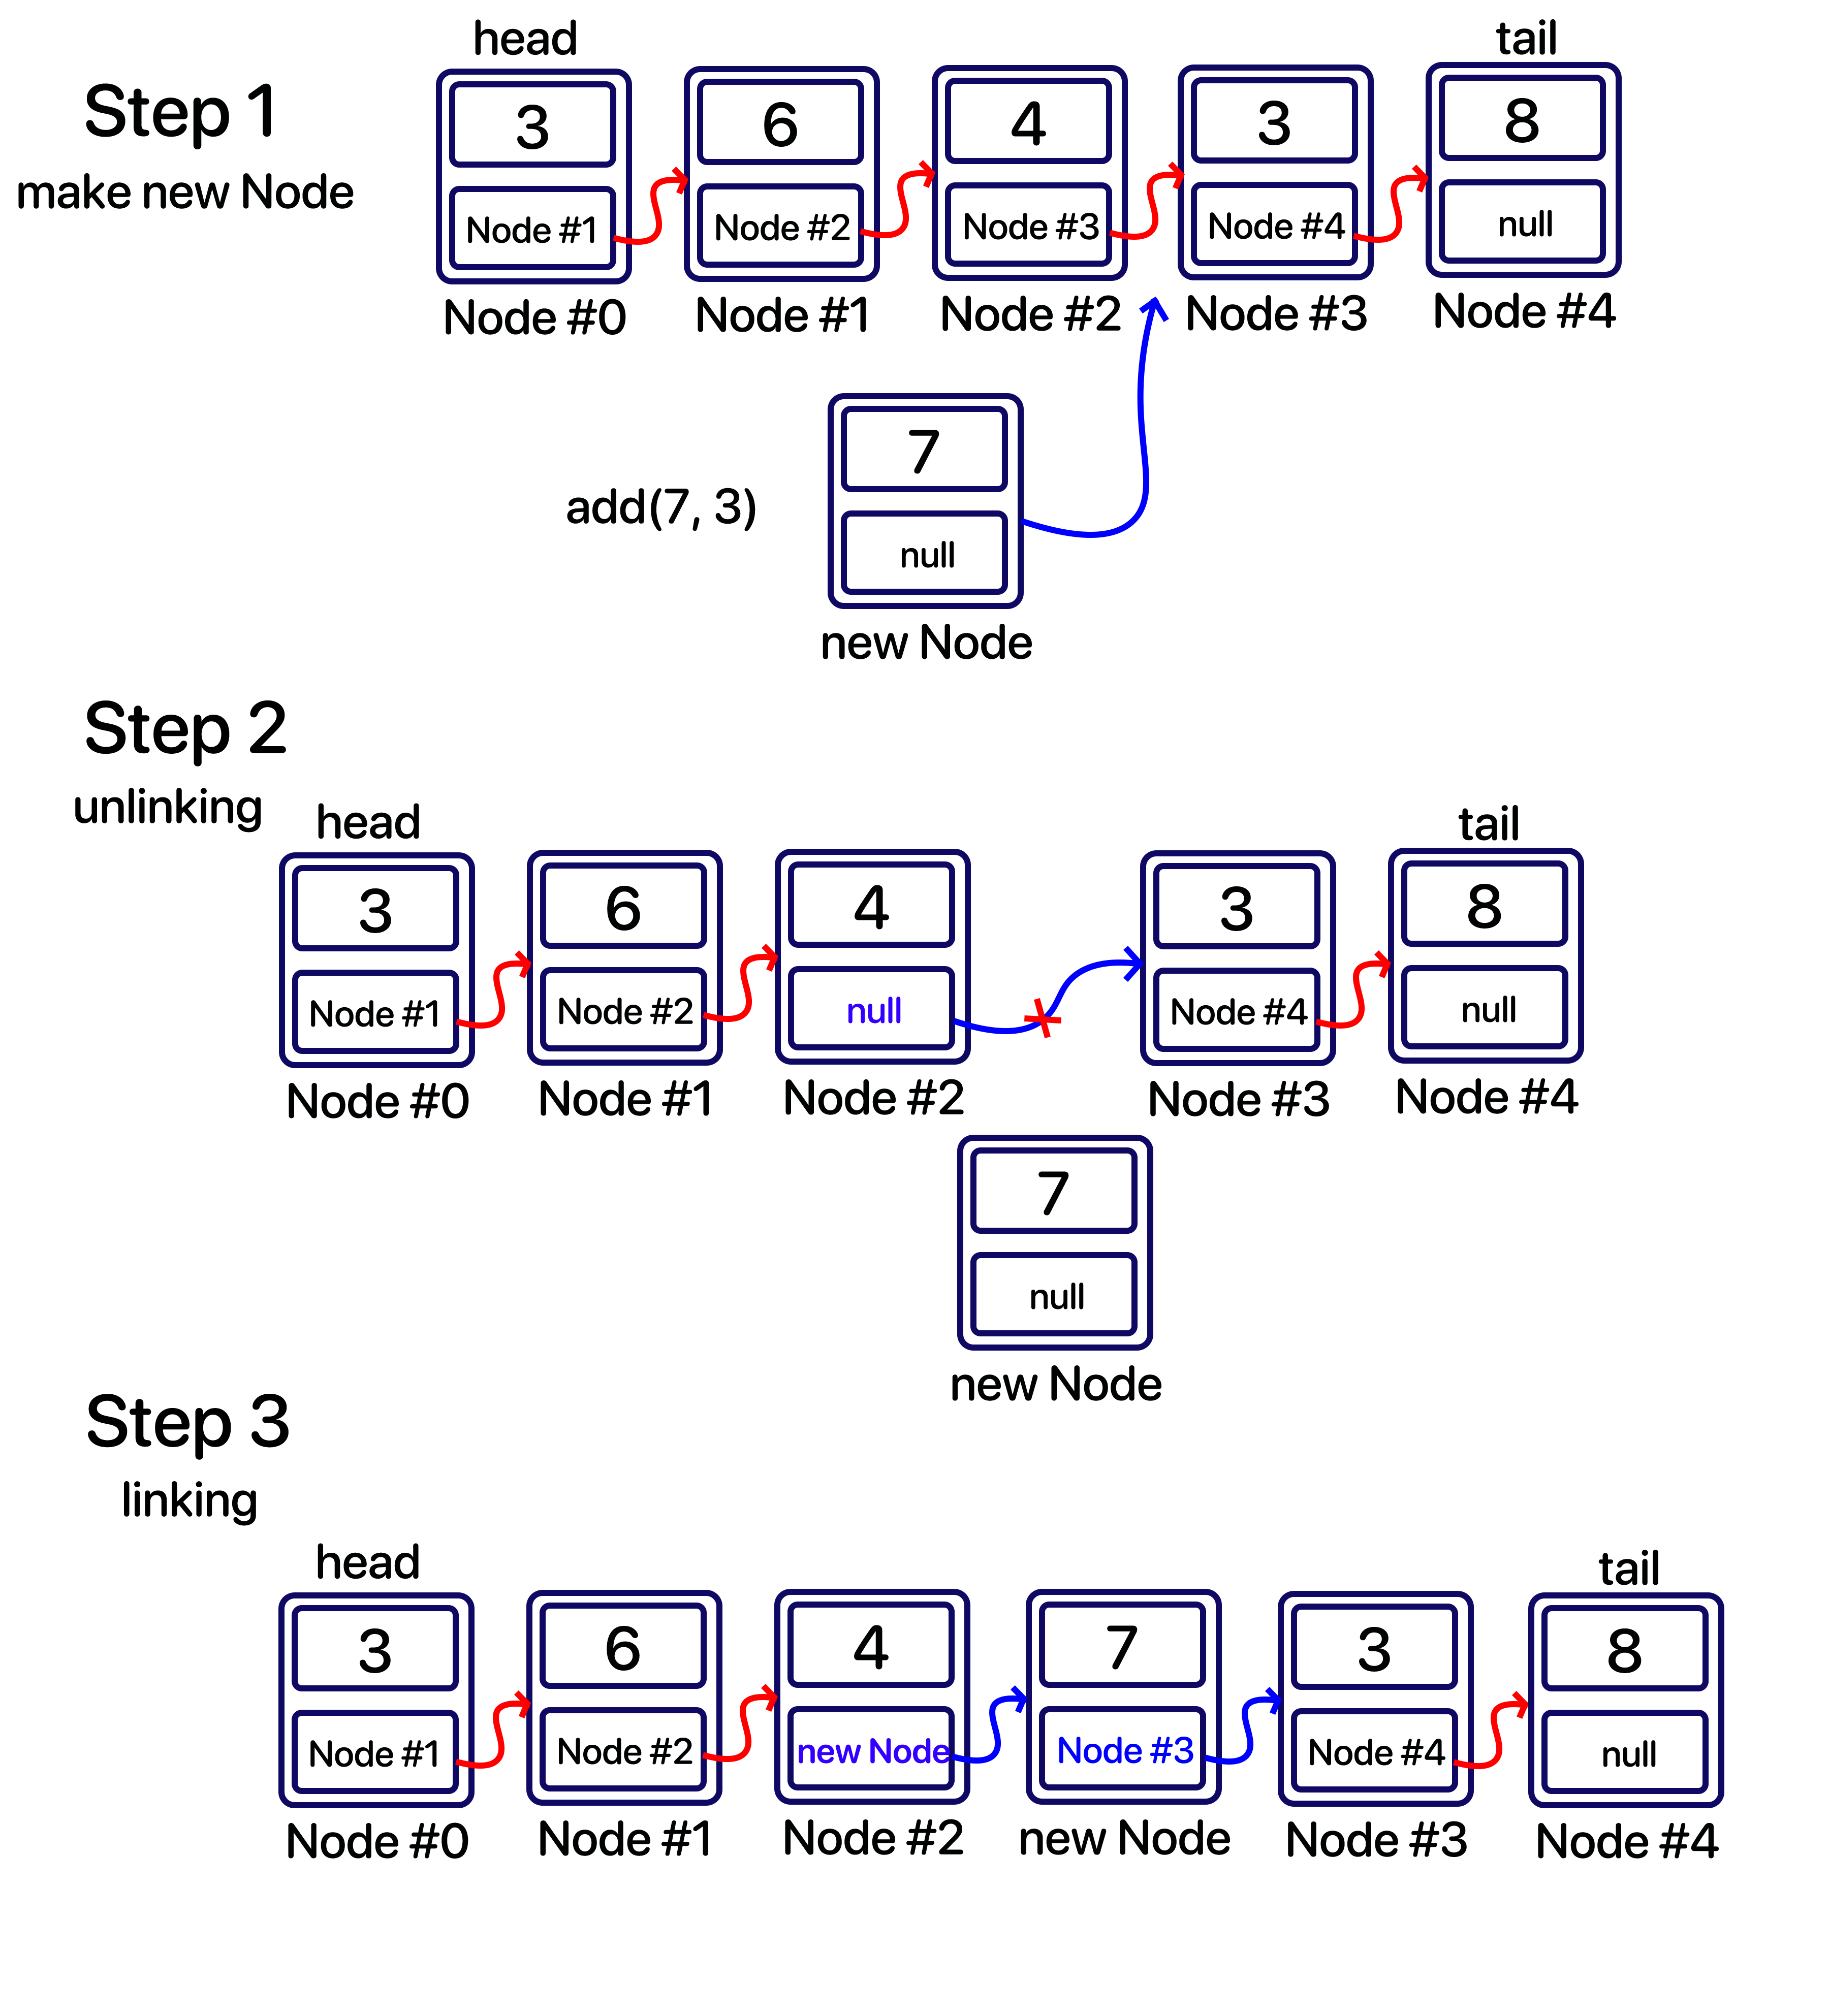 Step 1
make new Node
head
tail
3
6
4
3
8
Node #1
Node #2
Node #3
Node #4
null
Node #0
Node #1
Node #2
Node #3
Node #4
add(7, 3)
7
null
new Node
Step 2
unlinking
head
tail
3
6
4
3
8
Node #1
Node #2
null
Node #4
null
Node #0
Node #1
Node #2
Node #3
Node #4
7
null
new Node
Step 3
linking
head
tail
3
6
4
7
3
8
Node #1
Node #2
new Node
Node #3
Node #4
null
Node #0
Node #1
Node #2
new Node
Node #3
Node #4